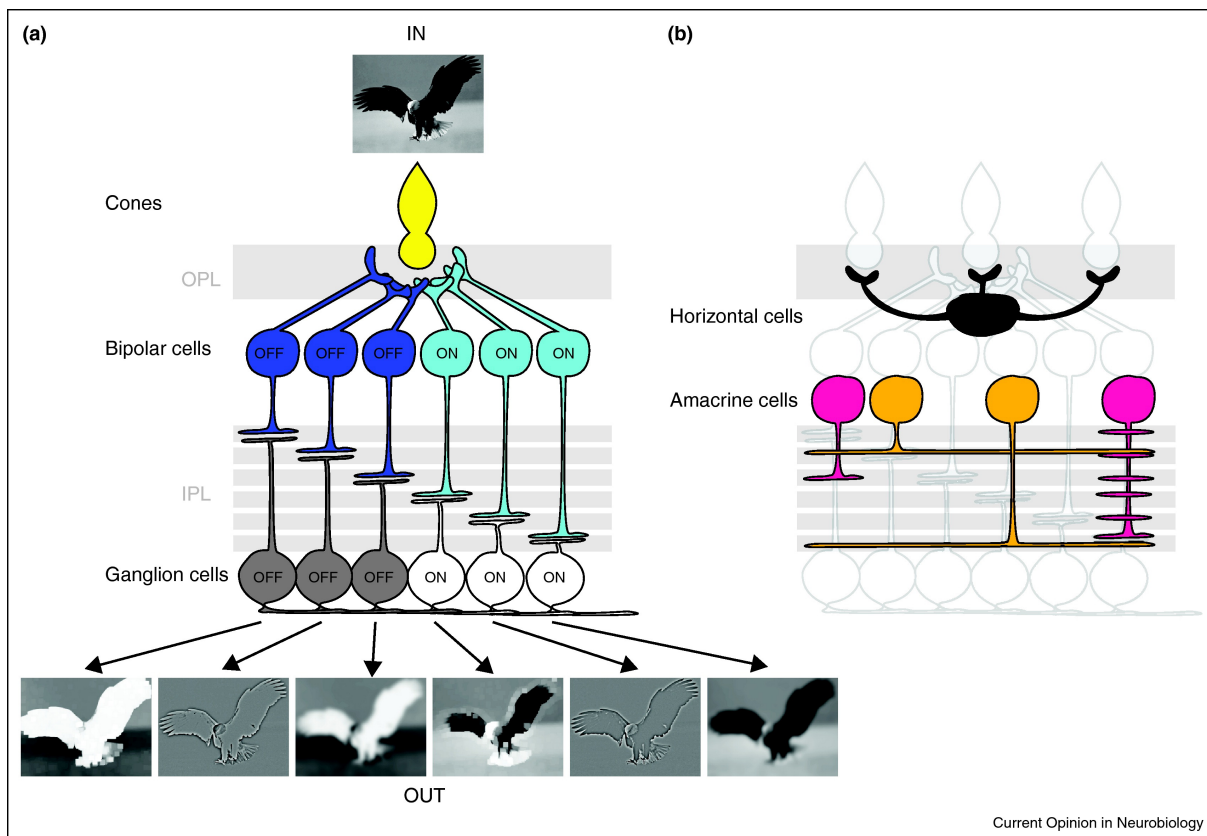 (a)
IN
Cones
OPL
Bipolar cells
OFF OFF OFF ON ON ON
IPL
Ganglion cells
OFF OFF OFF ON ON ON
OUT
(b)
Horizontal cells
Amacrine cells
Current Opinion in Neurobiology